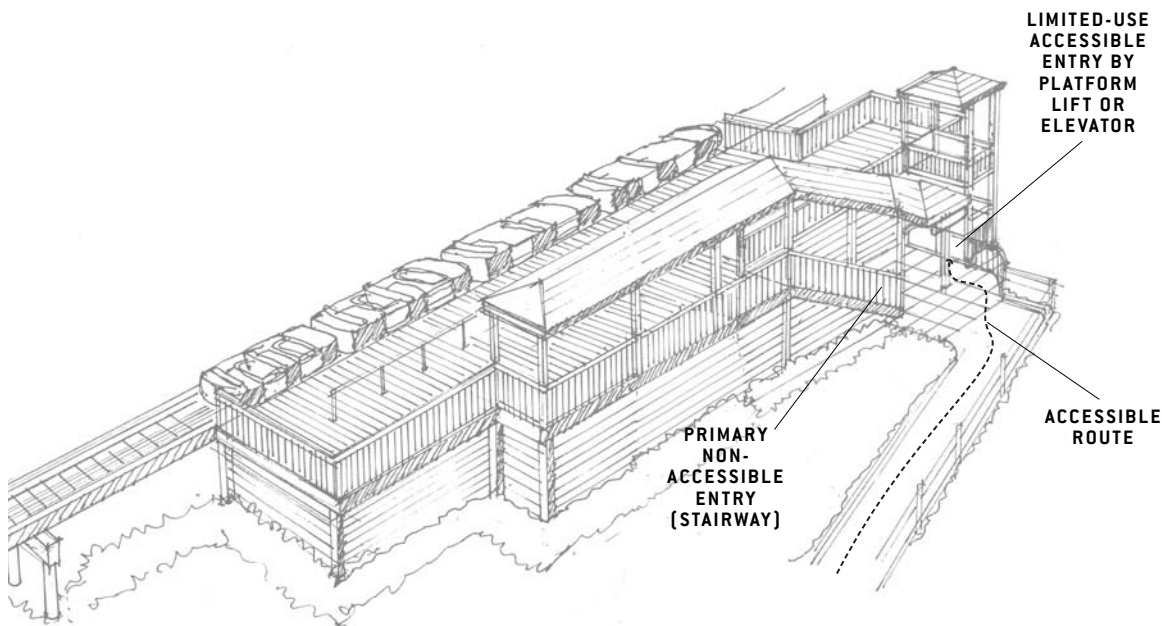 LIMITED-USE
ACCESSIBLE
ENTRY BY
PLATFORM
LIFT OR
ELEVATOR
ACCESSIBLE
ROUTE
PRIMARY
NON-
ACCESSIBLE
ENTRY
(STAIRWAY)